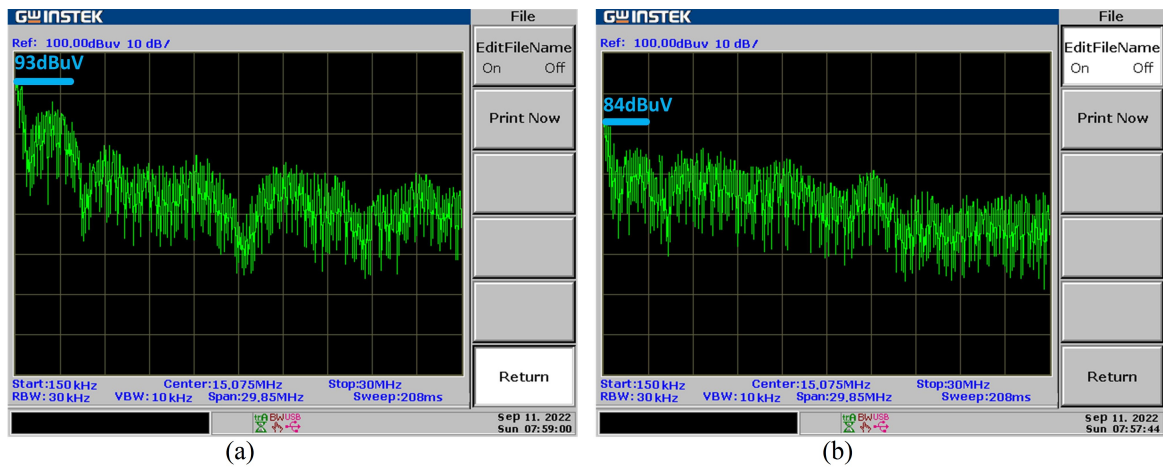 GWINSTEK
File
Ref: 100.00dBuv 10 dB/
93dBuV
EditFileName
On Off
Print Now
Return
Start:150 kHz Center:15.075MHz Stop:30MHz
RBW: 30 kHz VBW: 10 kHz Span:29.85MHz Sweep:208ms
BWUSB
Sep 11. 2022
Sun 07:59:00
(a)
GWINSTEK
File
Ref: 100.00dBuv 10 dB/
84dBuV
EditFileName
On Off
Print Now
Return
Start:150 kHz Center:15.075MHz Stop:30MHz
RBW: 30 kHz VBW: 10 kHz Span:29.85MHz Sweep:208ms
BWUSB
Sep 11. 2022
Sun 07:57:44
(b)